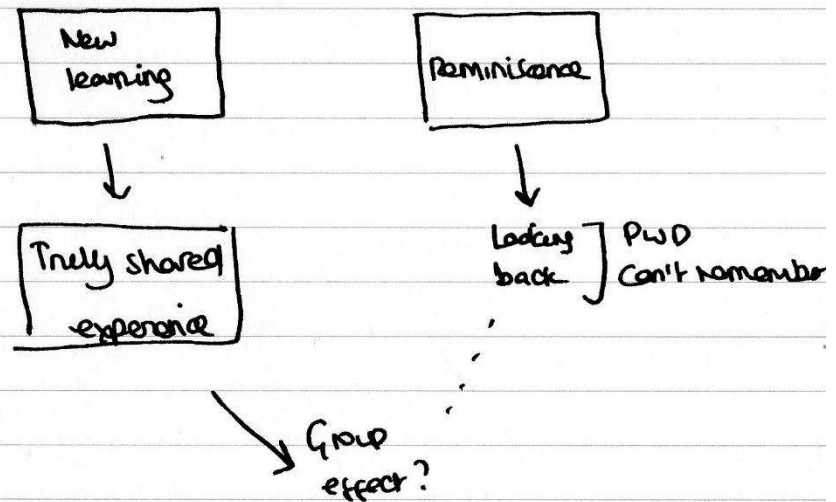 New
learning
Reminiscence
Truly shared
experience
Looking
back
PWD
Can't remember
Group
effect?